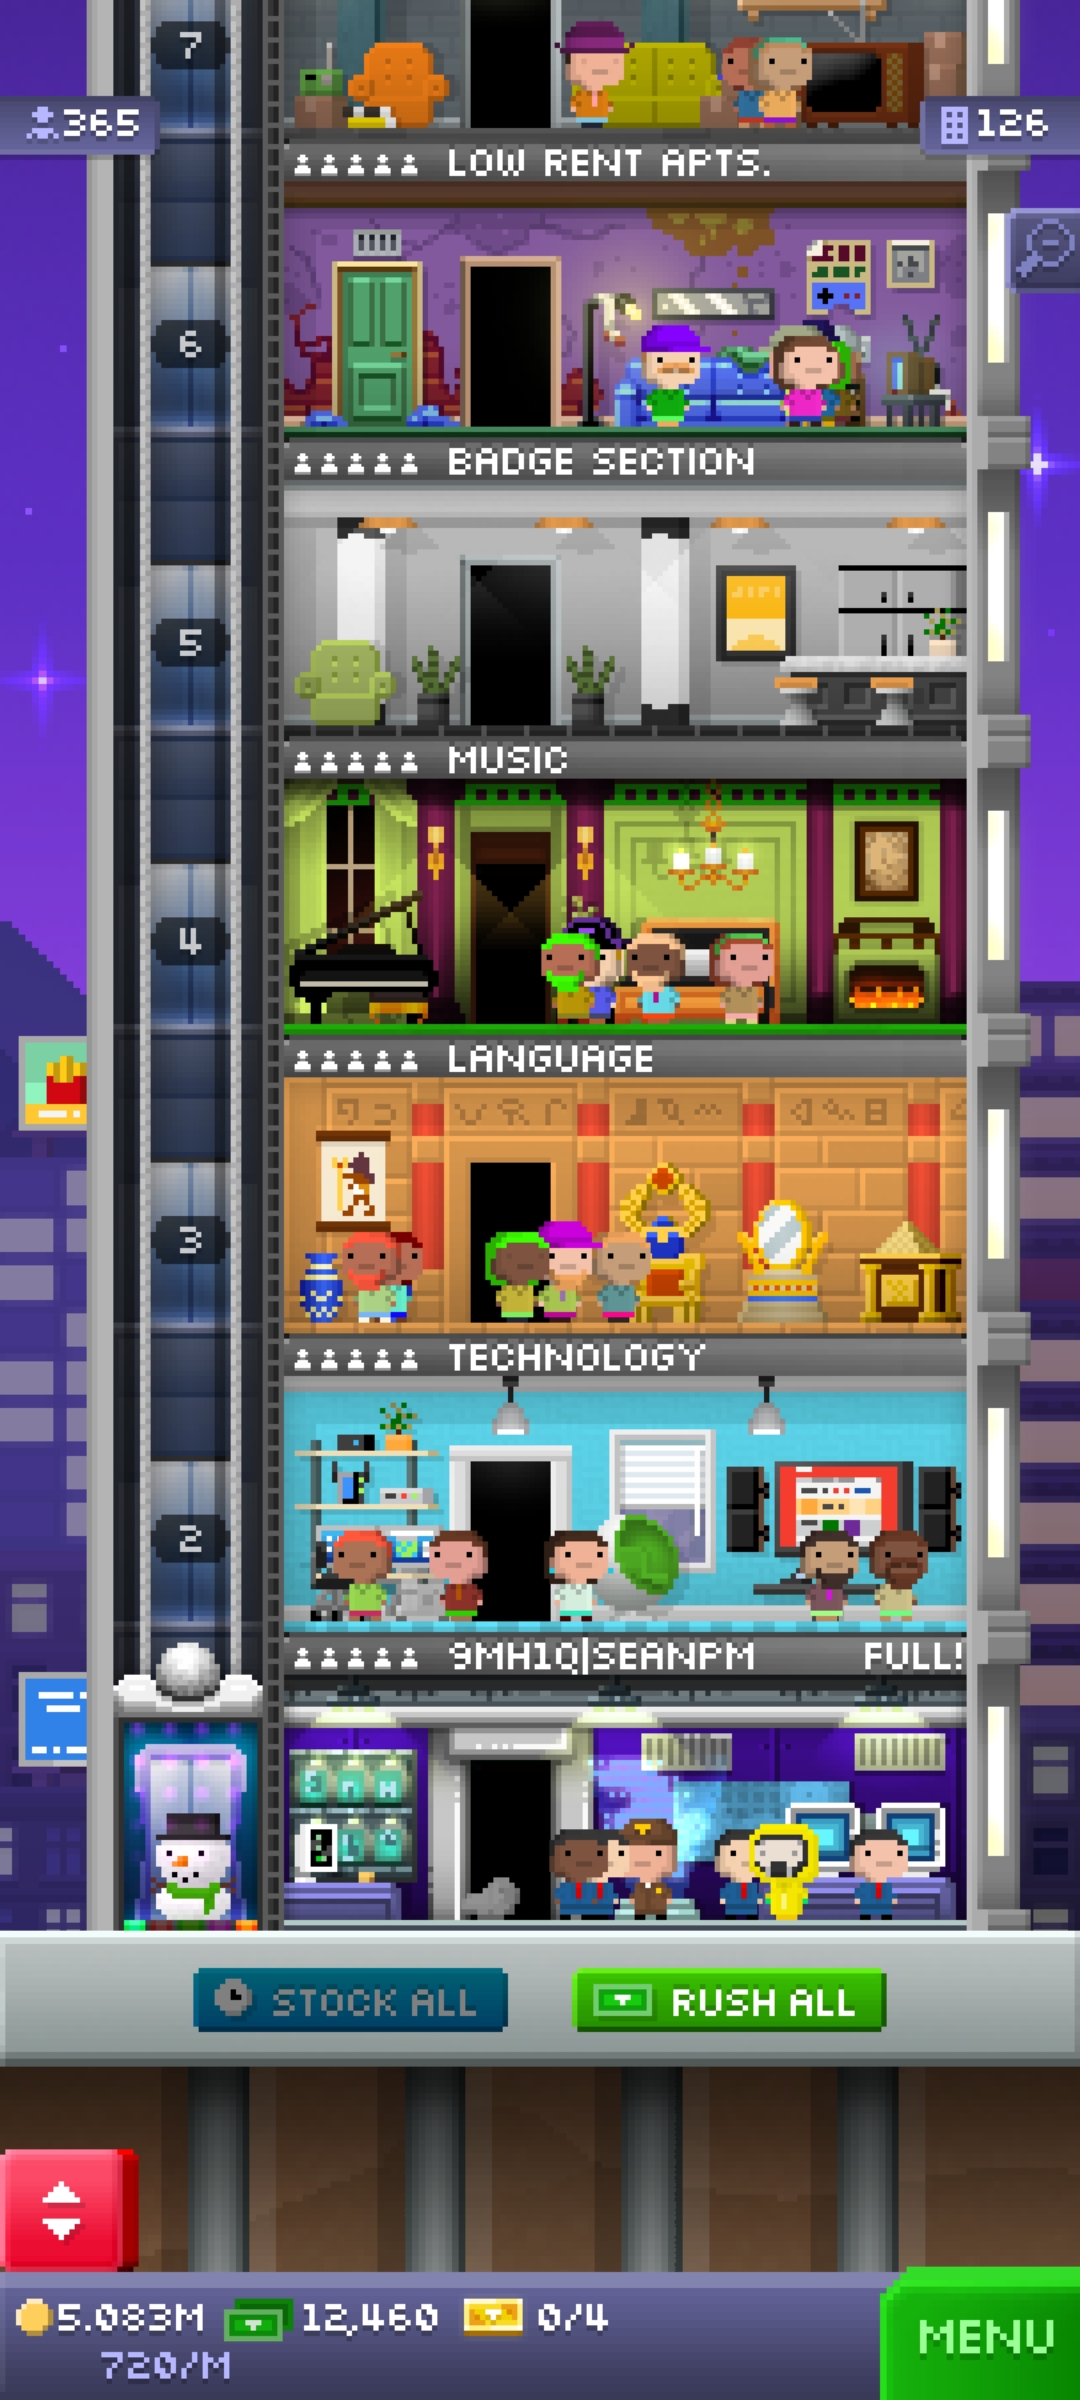 7
365
126
LOW RENT APTS.
6
BADGE SECTION
5
MUSIC
4
LANGUAGE
3
TECHNOLOGY
2
9MH1Q|SEANPM FULL!
STOCK ALL
RUSH ALL
5.083M 12,460 0/4
720/M
MENU